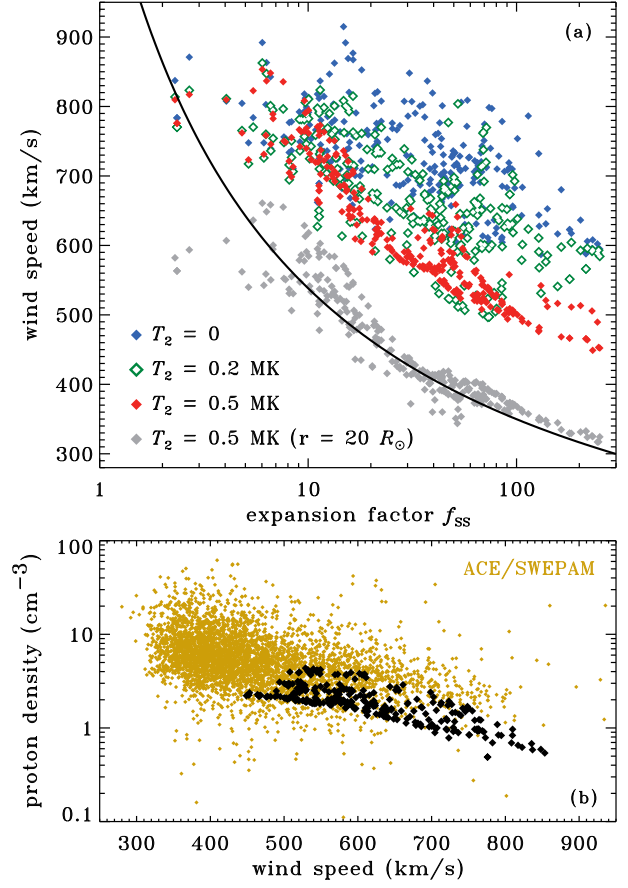 (a)
900
800
700
600
500
400
300
wind speed (km/s)
T₂ = 0
T₂ = 0.2 MK
T₂ = 0.5 MK
T₂ = 0.5 MK (r = 20 R⊙)
1 10 100
expansion factor fSS
100
10
1
0.1
proton density (cm⁻³)
ACE/SWEPAM
(b)
300 400 500 600 700 800 900
wind speed (km/s)